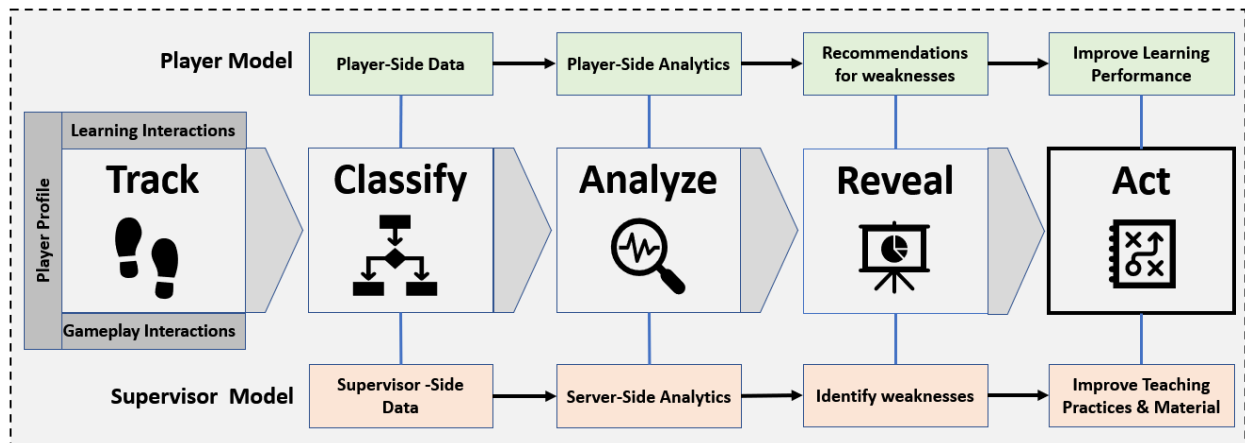 Player Model
Player-Side Data
Player-Side Analytics
Recommendations
for weaknesses
Improve Learning
Performance
Player Profile
Learning Interactions
Track
Gameplay Interactions
Classify
Analyze
Reveal
Act
Supervisor Model
Supervisor -Side
Data
Server-Side Analytics
Identify weaknesses
Improve Teaching
Practices & Material